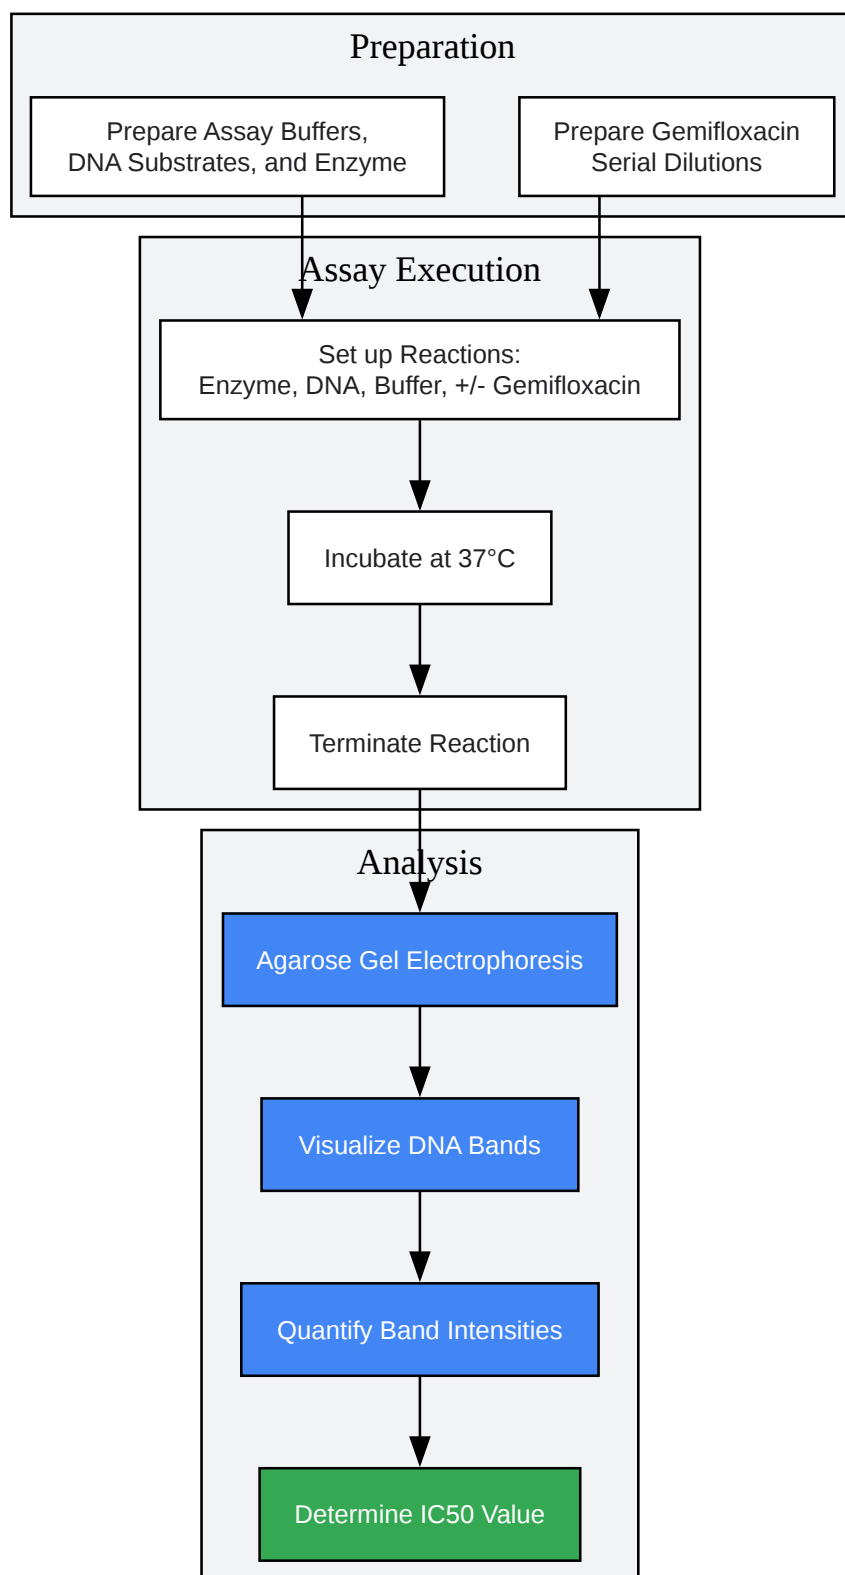 Preparation
Prepare Assay Buffers,
DNA Substrates, and Enzyme
Prepare Gemifloxacin
Serial Dilutions
Assay Execution
Set up Reactions:
Enzyme, DNA, Buffer, +/- Gemifloxacin
Incubate at 37°C
Terminate Reaction
Analysis
Agarose Gel Electrophoresis
Visualize DNA Bands
Quantify Band Intensities
Determine IC50 Value